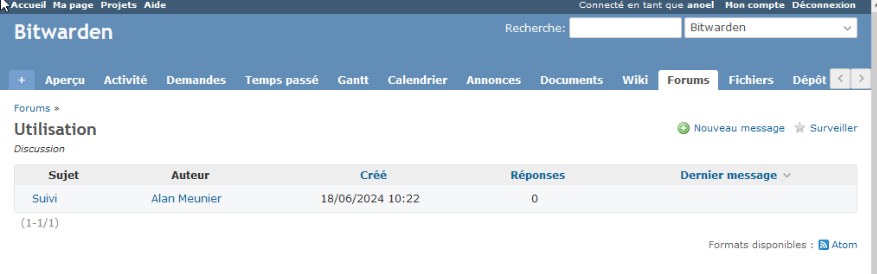 Accueil Ma page Projets Aide Connecté en tant que anoel Mon compte Déconnexion
Bitwarden Recherche: Bitwarden
+ Aperçu Activité Demandes Temps passé Gantt Calendrier Annonces Documents Wiki Forums Fichiers Dépôt
Forums »
Utilisation Nouveau message Surveiller
Discussion
Sujet Auteur Créé Réponses Dernier message
Suivi Alan Meunier 18/06/2024 10:22 0
(1-1/1)
Formats disponibles : Atom